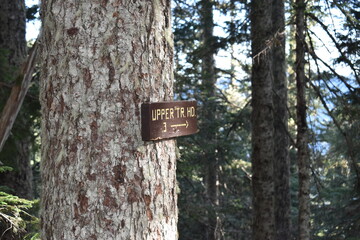 UPPER TR. HD.
3 →